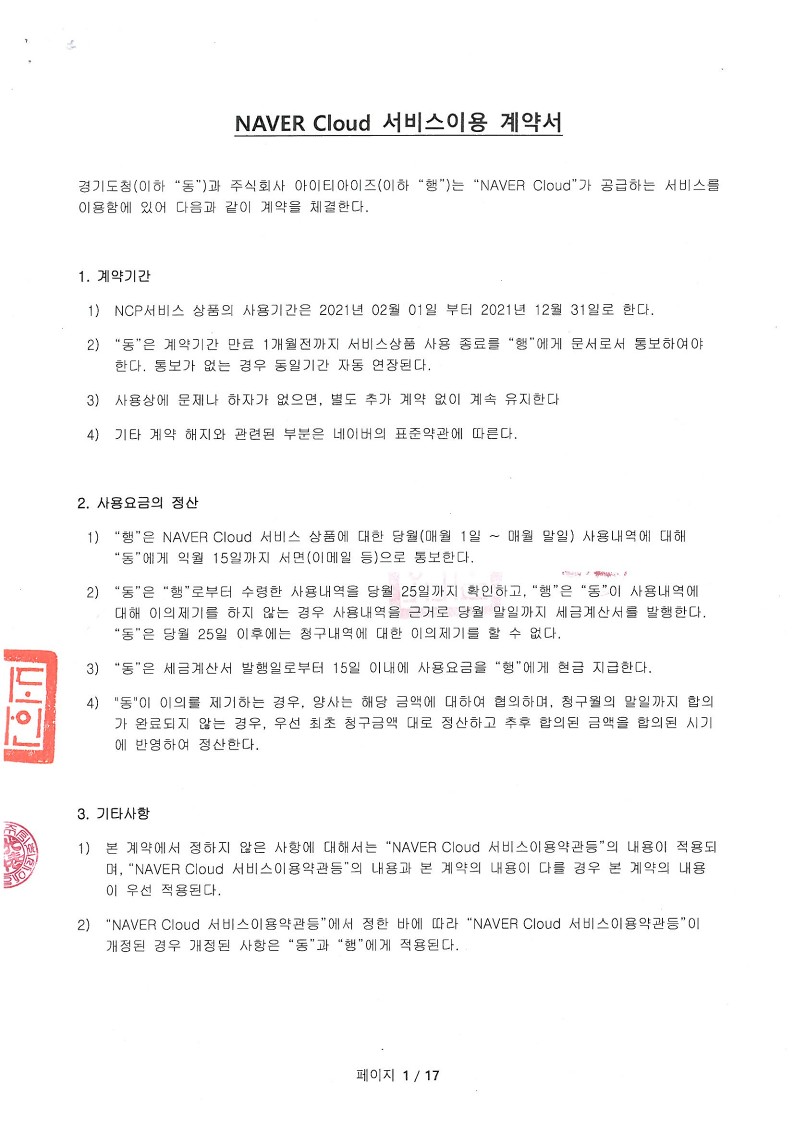 NAVER Cloud 서비스이용 계약서
경기도청(이하 “동”)과 주식회사 아이티아이즈(이하 “행”)는 “NAVER Cloud”가 공급하는 서비스를
이용함에 있어 다음과 같이 계약을 체결한다.
1. 계약기간
1) NCP서비스 상품의 사용기간은 2021년 02월 01일 부터 2021년 12월 31일로 한다.
2) “동”은 계약기간 만료 1개월전까지 서비스상품 사용 종료를 “행”에게 문서로서 통보하여야
한다. 통보가 없는 경우 동일기간 자동 연장된다.
3) 사용상에 문제나 하자가 없으면, 별도 추가 계약 없이 계속 유지한다
4) 기타 계약 해지와 관련된 부분은 네이버의 표준약관에 따른다.
2. 사용요금의 정산
1) “행”은 NAVER Cloud 서비스 상품에 대한 당월(매월 1일 ~ 매월 말일) 사용내역에 대해
“동”에게 익월 15일까지 서면(이메일 등)으로 통보한다.
2) “동”은 “행”로부터 수령한 사용내역을 당월 25일까지 확인하고, “행”은 “동”이 사용내역에
대해 이의제기를 하지 않는 경우 사용내역을 근거로 당월 말일까지 세금계산서를 발행한다.
“동”은 당월 25일 이후에는 청구내역에 대한 이의제기를 할 수 없다.
3) “동”은 세금계산서 발행일로부터 15일 이내에 사용요금을 “행”에게 현금 지급한다.
4) "동"이 이의를 제기하는 경우, 양사는 해당 금액에 대하여 협의하며, 청구월의 말일까지 합의
가 완료되지 않는 경우, 우선 최초 청구금액 대로 정산하고 추후 합의된 금액을 합의된 시기
에 반영하여 정산한다.
3. 기타사항
1) 본 계약에서 정하지 않은 사항에 대해서는 “NAVER Cloud 서비스이용약관등”의 내용이 적용되
며, “NAVER Cloud 서비스이용약관등”의 내용과 본 계약의 내용이 다를 경우 본 계약의 내용
이 우선 적용된다.
2) “NAVER Cloud 서비스이용약관등”에서 정한 바에 따라 “NAVER Cloud 서비스이용약관등”이
개정된 경우 개정된 사항은 “동”과 “행”에게 적용된다.
페이지 1 / 17